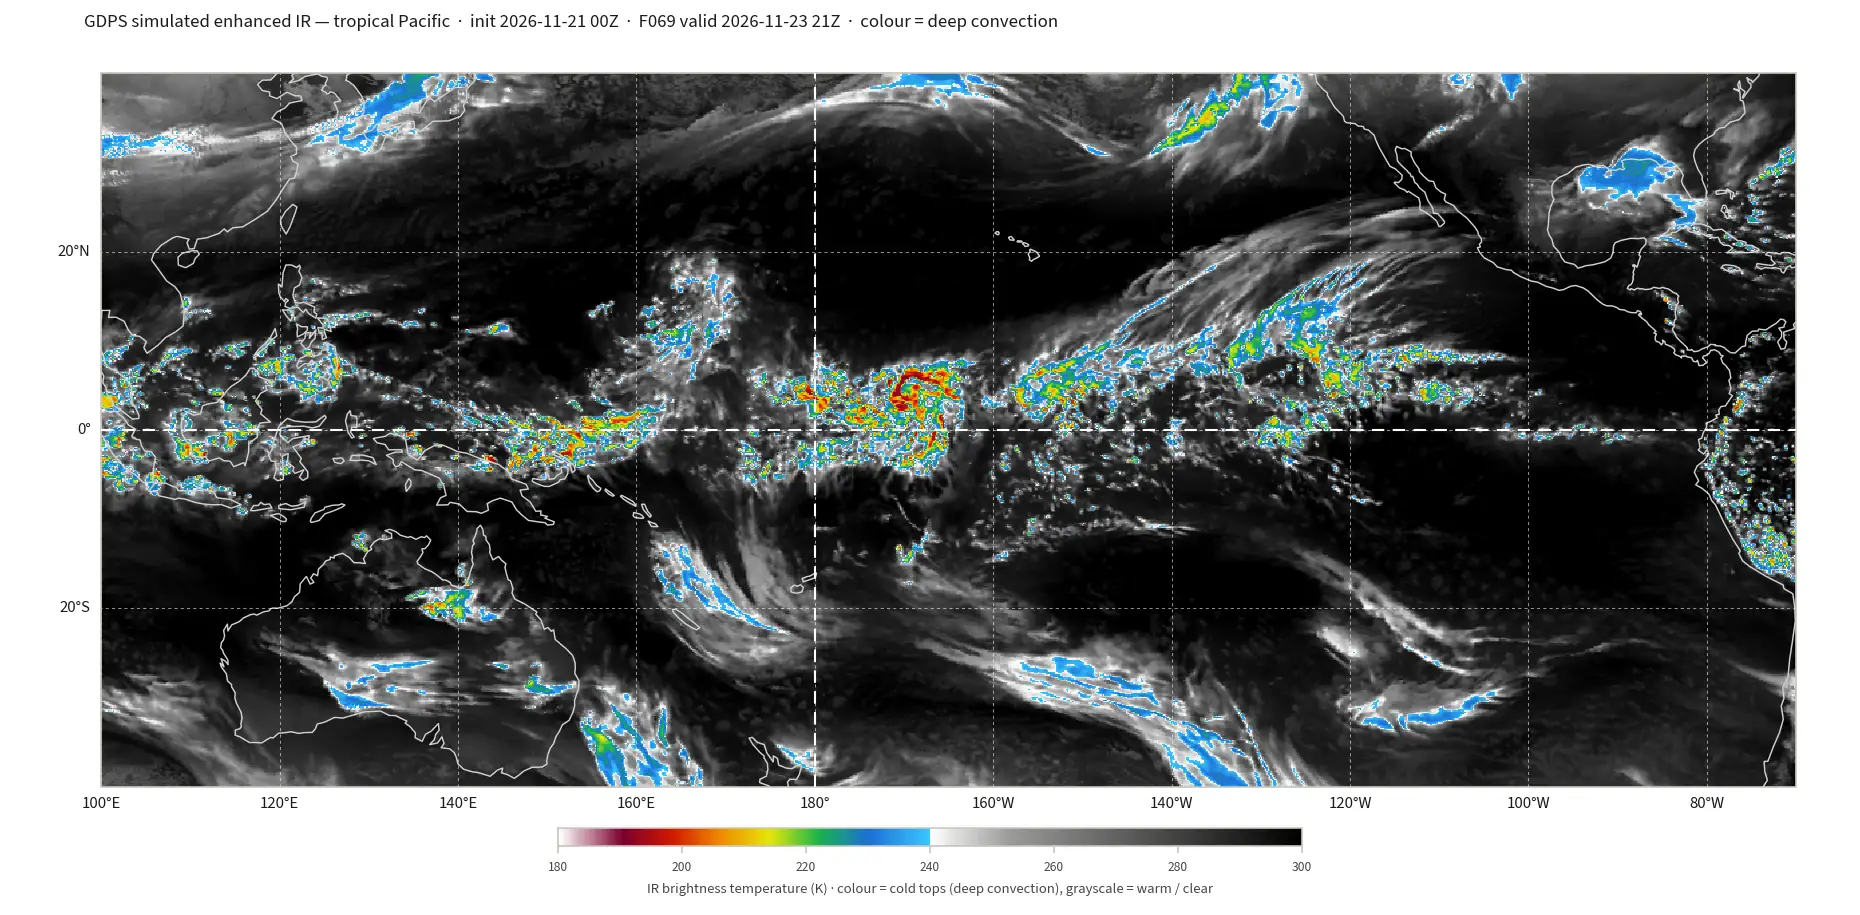 GDPS simulated enhanced IR — tropical Pacific · init 2026-11-21 00Z · F069 valid 2026-11-23 21Z · colour = deep convection
20°N
0°
20°S
100°E 120°E 140°E 160°E 180° 160°W 140°W 120°W 100°W 80°W
180 200 220 240 260 280 300
IR brightness temperature (K) · colour = cold tops (deep convection), grayscale = warm / clear